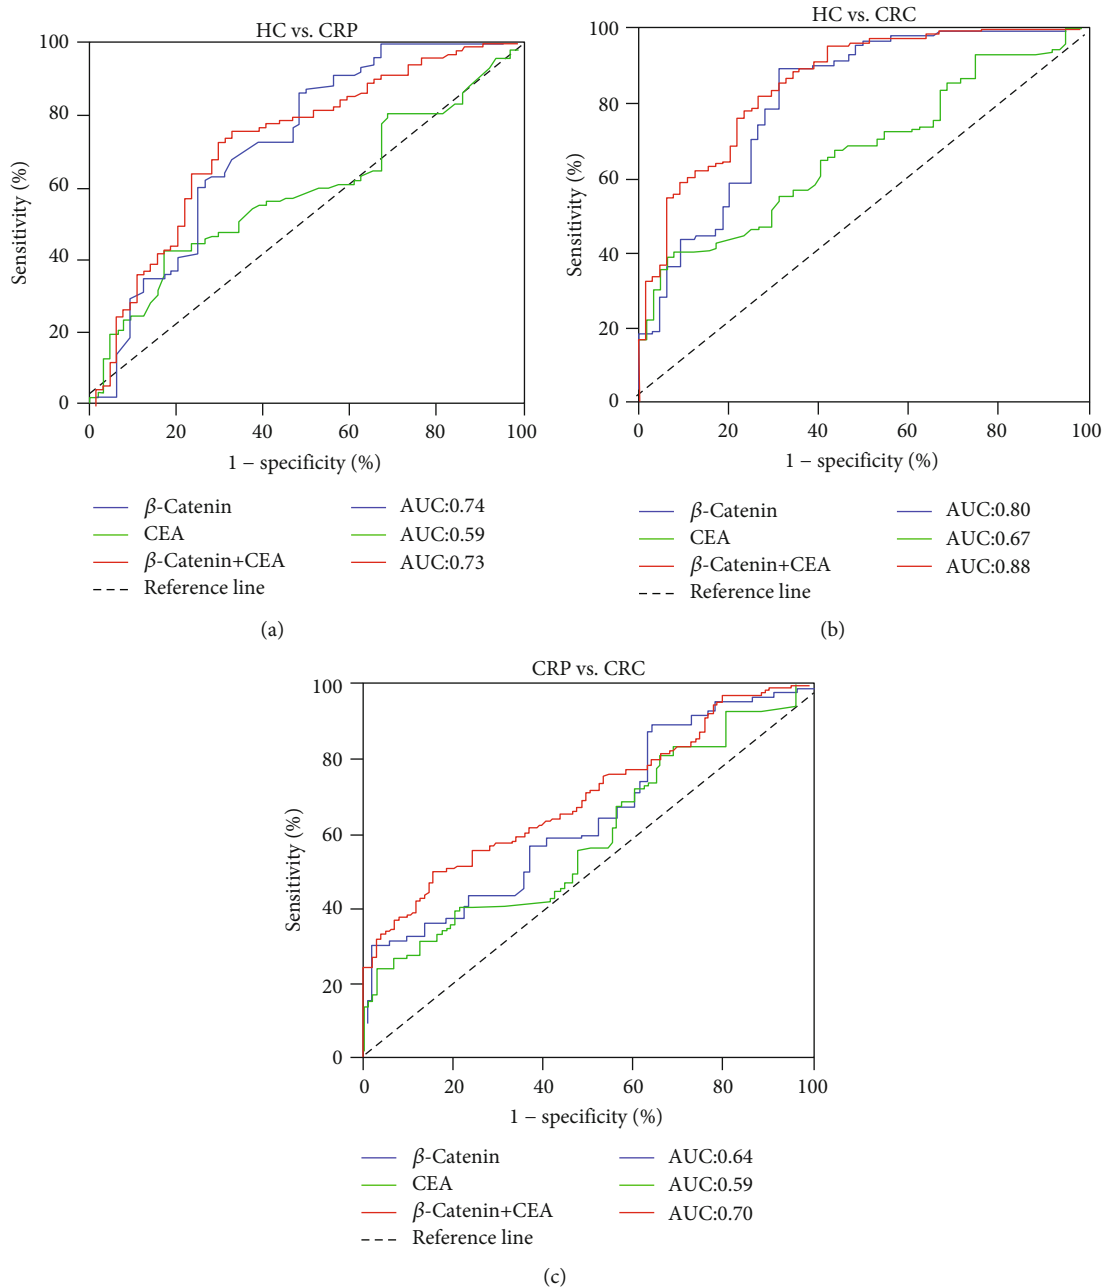 HC vs. CRP
100
80
60
40
20
0
Sensitivity (%)
0 20 40 60 80 100
1 − specificity (%)
β-Catenin AUC:0.74
CEA AUC:0.59
β-Catenin+CEA AUC:0.73
Reference line
(a)
HC vs. CRC
100
80
60
40
20
0
Sensitivity (%)
0 20 40 60 80 100
1 − specificity (%)
β-Catenin AUC:0.80
CEA AUC:0.67
β-Catenin+CEA AUC:0.88
Reference line
(b)
CRP vs. CRC
100
80
60
40
20
0
Sensitivity (%)
0 20 40 60 80 100
1 − specificity (%)
β-Catenin AUC:0.64
CEA AUC:0.59
β-Catenin+CEA AUC:0.70
Reference line
(c)